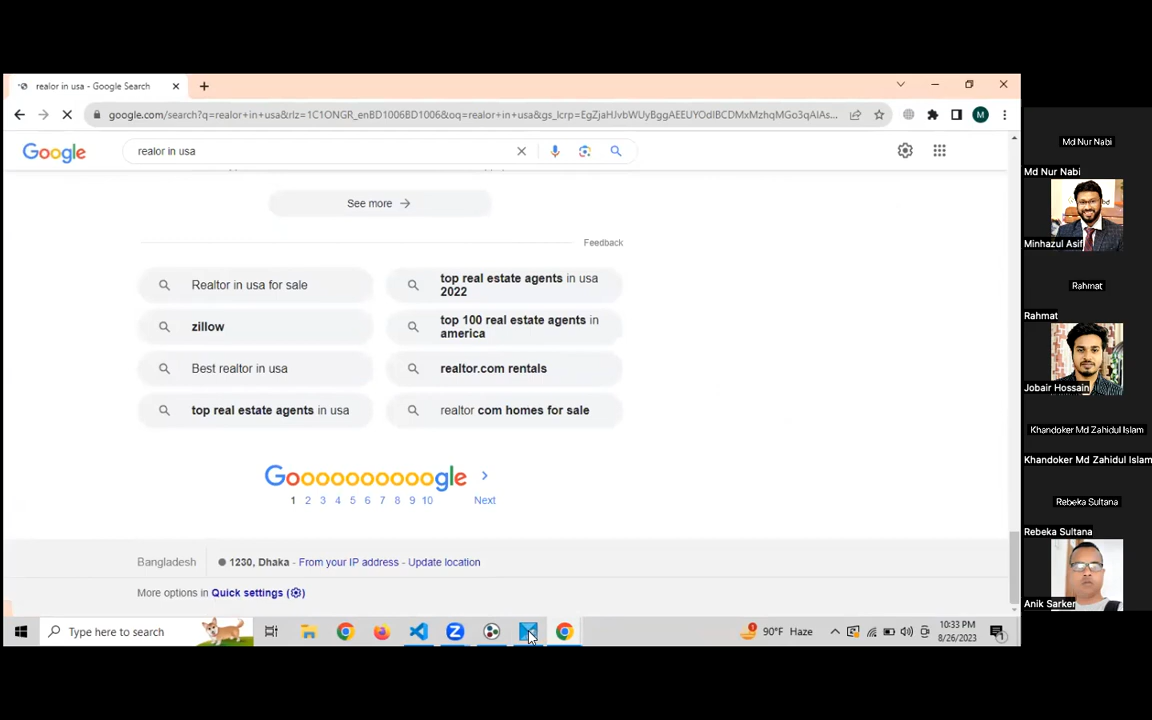 realor in usa - Google Search
google.com/search?q=realor+in+usa&rlz=1C1ONGR_enBD1006BD1006&oq=realor+in+usa&gs_lcrp=EgZjaHJvbWUyBggAEEUYOdIBCDMxMzhqMGo3qAIAs...
M
Google
realor in usa
See more
Feedback
Realtor in usa for sale
top real estate agents in usa
2022
zillow
top 100 real estate agents in
america
Best realtor in usa
realtor.com rentals
top real estate agents in usa
realtor com homes for sale
Goooooooooogle
1 2 3 4 5 6 7 8 9 10 Next
Bangladesh
1230, Dhaka - From your IP address - Update location
More options in Quick settings
Type here to search
90°F Haze
10:33 PM
8/26/2023
1
Md Nur Nabi
Md Nur Nabi
Minhazul Asif
Rahmat
Rahmat
Jobair Hossain
Khandoker Md Zahidul Islam
Khandoker Md Zahidul Islam
Rebeka Sultana
Rebeka Sultana
Anik Sarker